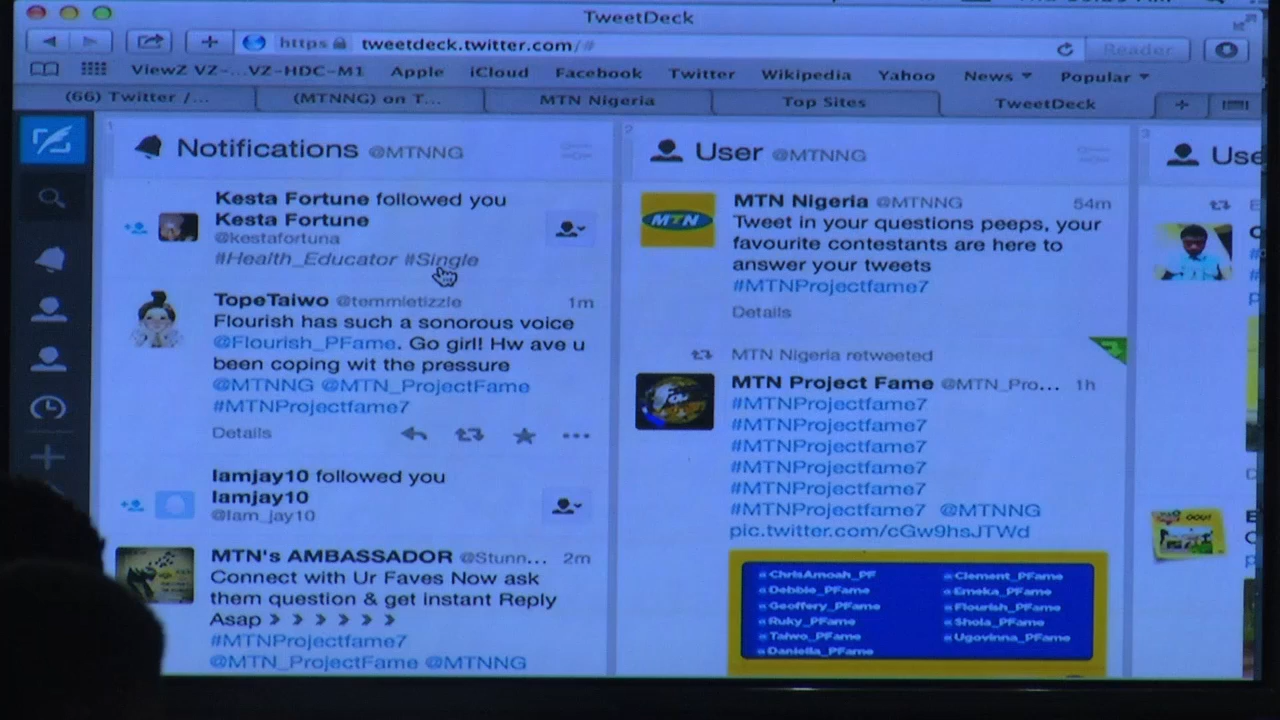 TweetDeck
https tweetdeck.twitter.com/#
Reader
ViewZ VZ-... VZ-HDC-M1 Apple iCloud Facebook Twitter Wikipedia Yahoo News Popular
(66) Twitter /... (MTNNG) on T... MTN Nigeria Top Sites TweetDeck +
1
Notifications @MTNNG
Kesta Fortune followed you
Kesta Fortune
@kestafortuna
#Health_Educator #Single
TopeTaiwo @temmietizzle 1m
Flourish has such a sonorous voice
@Flourish_PFame. Go girl! Hw ave u
been coping wit the pressure
@MTNNG @MTN_ProjectFame
#MTNProjectfame7
Details
Iamjay10 followed you
Iamjay10
@Iam_jay10
MTN's AMBASSADOR @Stunn... 2m
Connect with Ur Faves Now ask
them question & get instant Reply
Asap > > > > > >
#MTNProjectfame7
@MTN_ProjectFame @MTNNG
2
User @MTNNG
MTN
MTN Nigeria @MTNNG 54m
Tweet in your questions peeps, your
favourite contestants are here to
answer your tweets
#MTNProjectfame7
Details
MTN Nigeria retweeted
MTN Project Fame @MTN_Pro... 1h
#MTNProjectfame7
#MTNProjectfame7
#MTNProjectfame7
#MTNProjectfame7
#MTNProjectfame7
#MTNProjectfame7 @MTNNG
pic.twitter.com/cGw9hsJTWd
@ChrisAmoah_PF @Clement_PFame
@Debbie_PFame @Emeka_PFame
@Geoffery_PFame @Flourish_PFame
@Ruky_PFame @Shola_PFame
@Taiwo_PFame @Ugovinna_PFame
@Daniella_PFame
3
Use